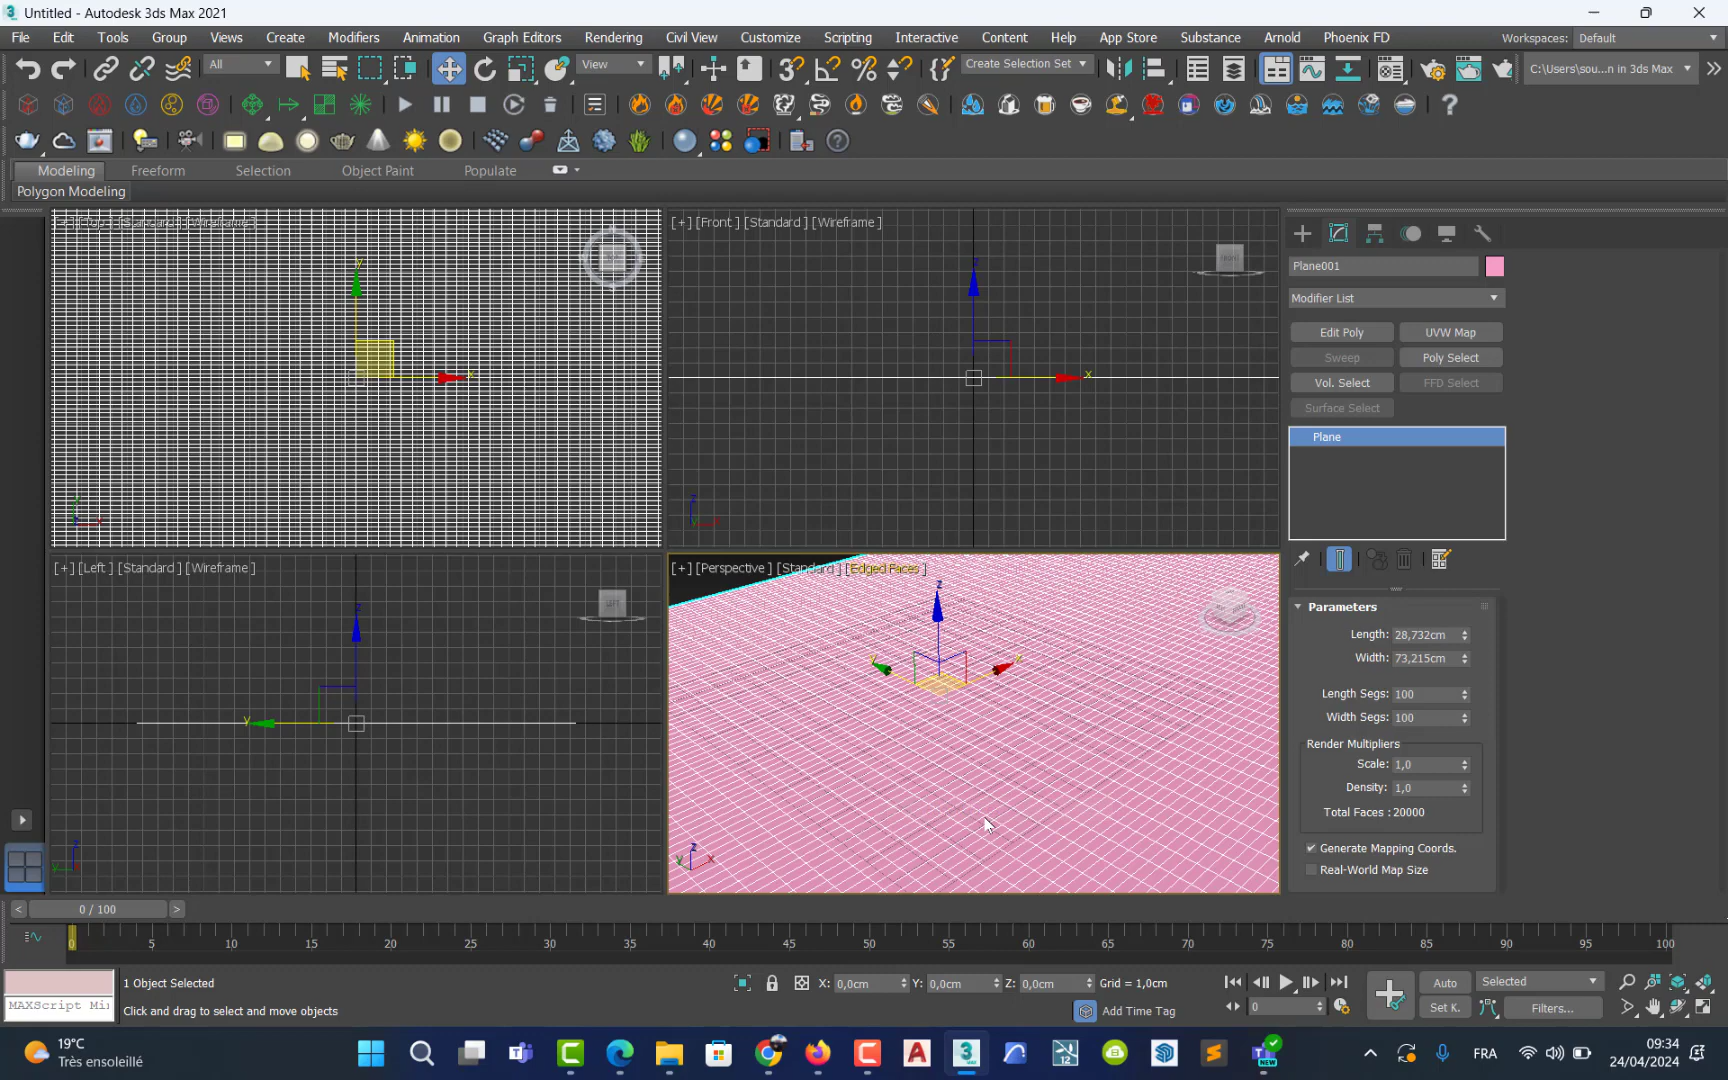 Untitled - Autodesk 3ds Max 2021
File Edit Tools Group Views Create Modifiers Animation Graph Editors Rendering Civil View Customize Scripting Interactive Content Help App Store Substance Arnold Phoenix FD Workspaces: Default
All View Create Selection Set C:\Users\sou...n in 3ds Max
Modeling Freeform Selection Object Paint Populate
Polygon Modeling
[+] [Top] [Standard] [Wireframe]
[+] [Front ] [Standard ] [Wireframe ]
FRONT
y
x
z
x
Plane001
Modifier List
Edit Poly UVW Map
Sweep Poly Select
Vol. Select FFD Select
Surface Select
Plane
[+] [Left ] [Standard ] [Wireframe ]
LEFT
z
y
[+] [Perspective ] [Standard ] [Edged Faces ]
z
y x
z
y x
Parameters
Length: 28,732cm
Width: 73,215cm
Length Segs: 100
Width Segs: 100
Render Multipliers
Scale: 1,0
Density: 1,0
Total Faces : 20000
Generate Mapping Coords.
Real-World Map Size
< 0 / 100 >
0 5 10 15 20 25 30 35 40 45 50 55 60 65 70 75 80 85 90 95 100
1 Object Selected
X: 0,0cm Y: 0,0cm Z: 0,0cm Grid = 1,0cm
Auto Selected
MAXScript Mi
Click and drag to select and move objects
Add Time Tag
0
Set K. Filters...
19°C
Très ensoleillé
FRA
09:34
24/04/2024